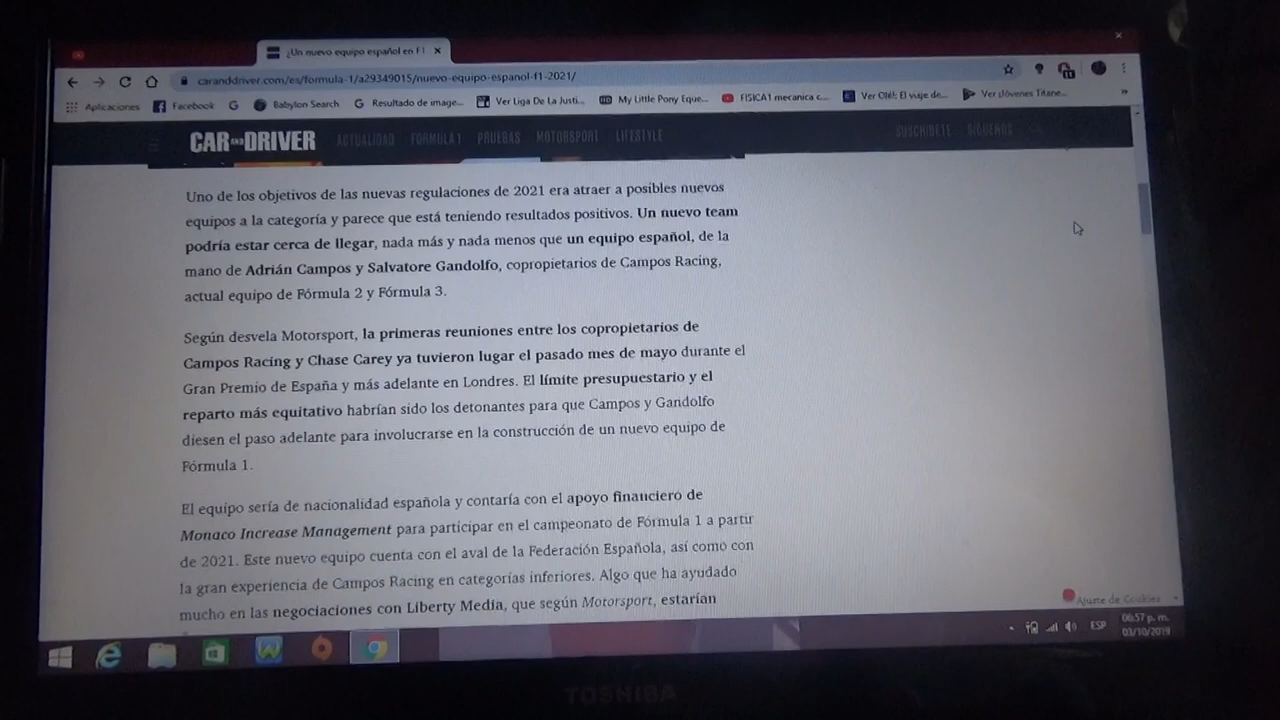 ¿Un nuevo equipo español en F1
caranddriver.com/es/formula-1/a29349015/nuevo-equipo-espanol-f1-2021/
11
Aplicaciones Facebook Babylon Search Resultado de image... Ver Liga De La Justi... My Little Pony Eque... FISICA1 mecanica c... Ver Olé!: El viaje de... Ver Jóvenes Titane...
CAR AND DRIVER ACTUALIDAD FORMULA 1 PRUEBAS MOTORSPORT LIFESTYLE SUSCRÍBETE SÍGUENOS
Uno de los objetivos de las nuevas regulaciones de 2021 era atraer a posibles nuevos
equipos a la categoría y parece que está teniendo resultados positivos. Un nuevo team
podría estar cerca de llegar, nada más y nada menos que un equipo español, de la
mano de Adrián Campos y Salvatore Gandolfo, copropietarios de Campos Racing,
actual equipo de Fórmula 2 y Fórmula 3.
Según desvela Motorsport, la primeras reuniones entre los copropietarios de
Campos Racing y Chase Carey ya tuvieron lugar el pasado mes de mayo durante el
Gran Premio de España y más adelante en Londres. El límite presupuestario y el
reparto más equitativo habrían sido los detonantes para que Campos y Gandolfo
diesen el paso adelante para involucrarse en la construcción de un nuevo equipo de
Fórmula 1.
El equipo sería de nacionalidad española y contaría con el apoyo financiero de
Monaco Increase Management para participar en el campeonato de Fórmula 1 a partir
de 2021. Este nuevo equipo cuenta con el aval de la Federación Española, así como con
la gran experiencia de Campos Racing en categorías inferiores. Algo que ha ayudado
mucho en las negociaciones con Liberty Media, que según Motorsport, estarían
Ajuste de Cookies
ESP 06:57 p. m.
03/10/2019
TOSHIBA